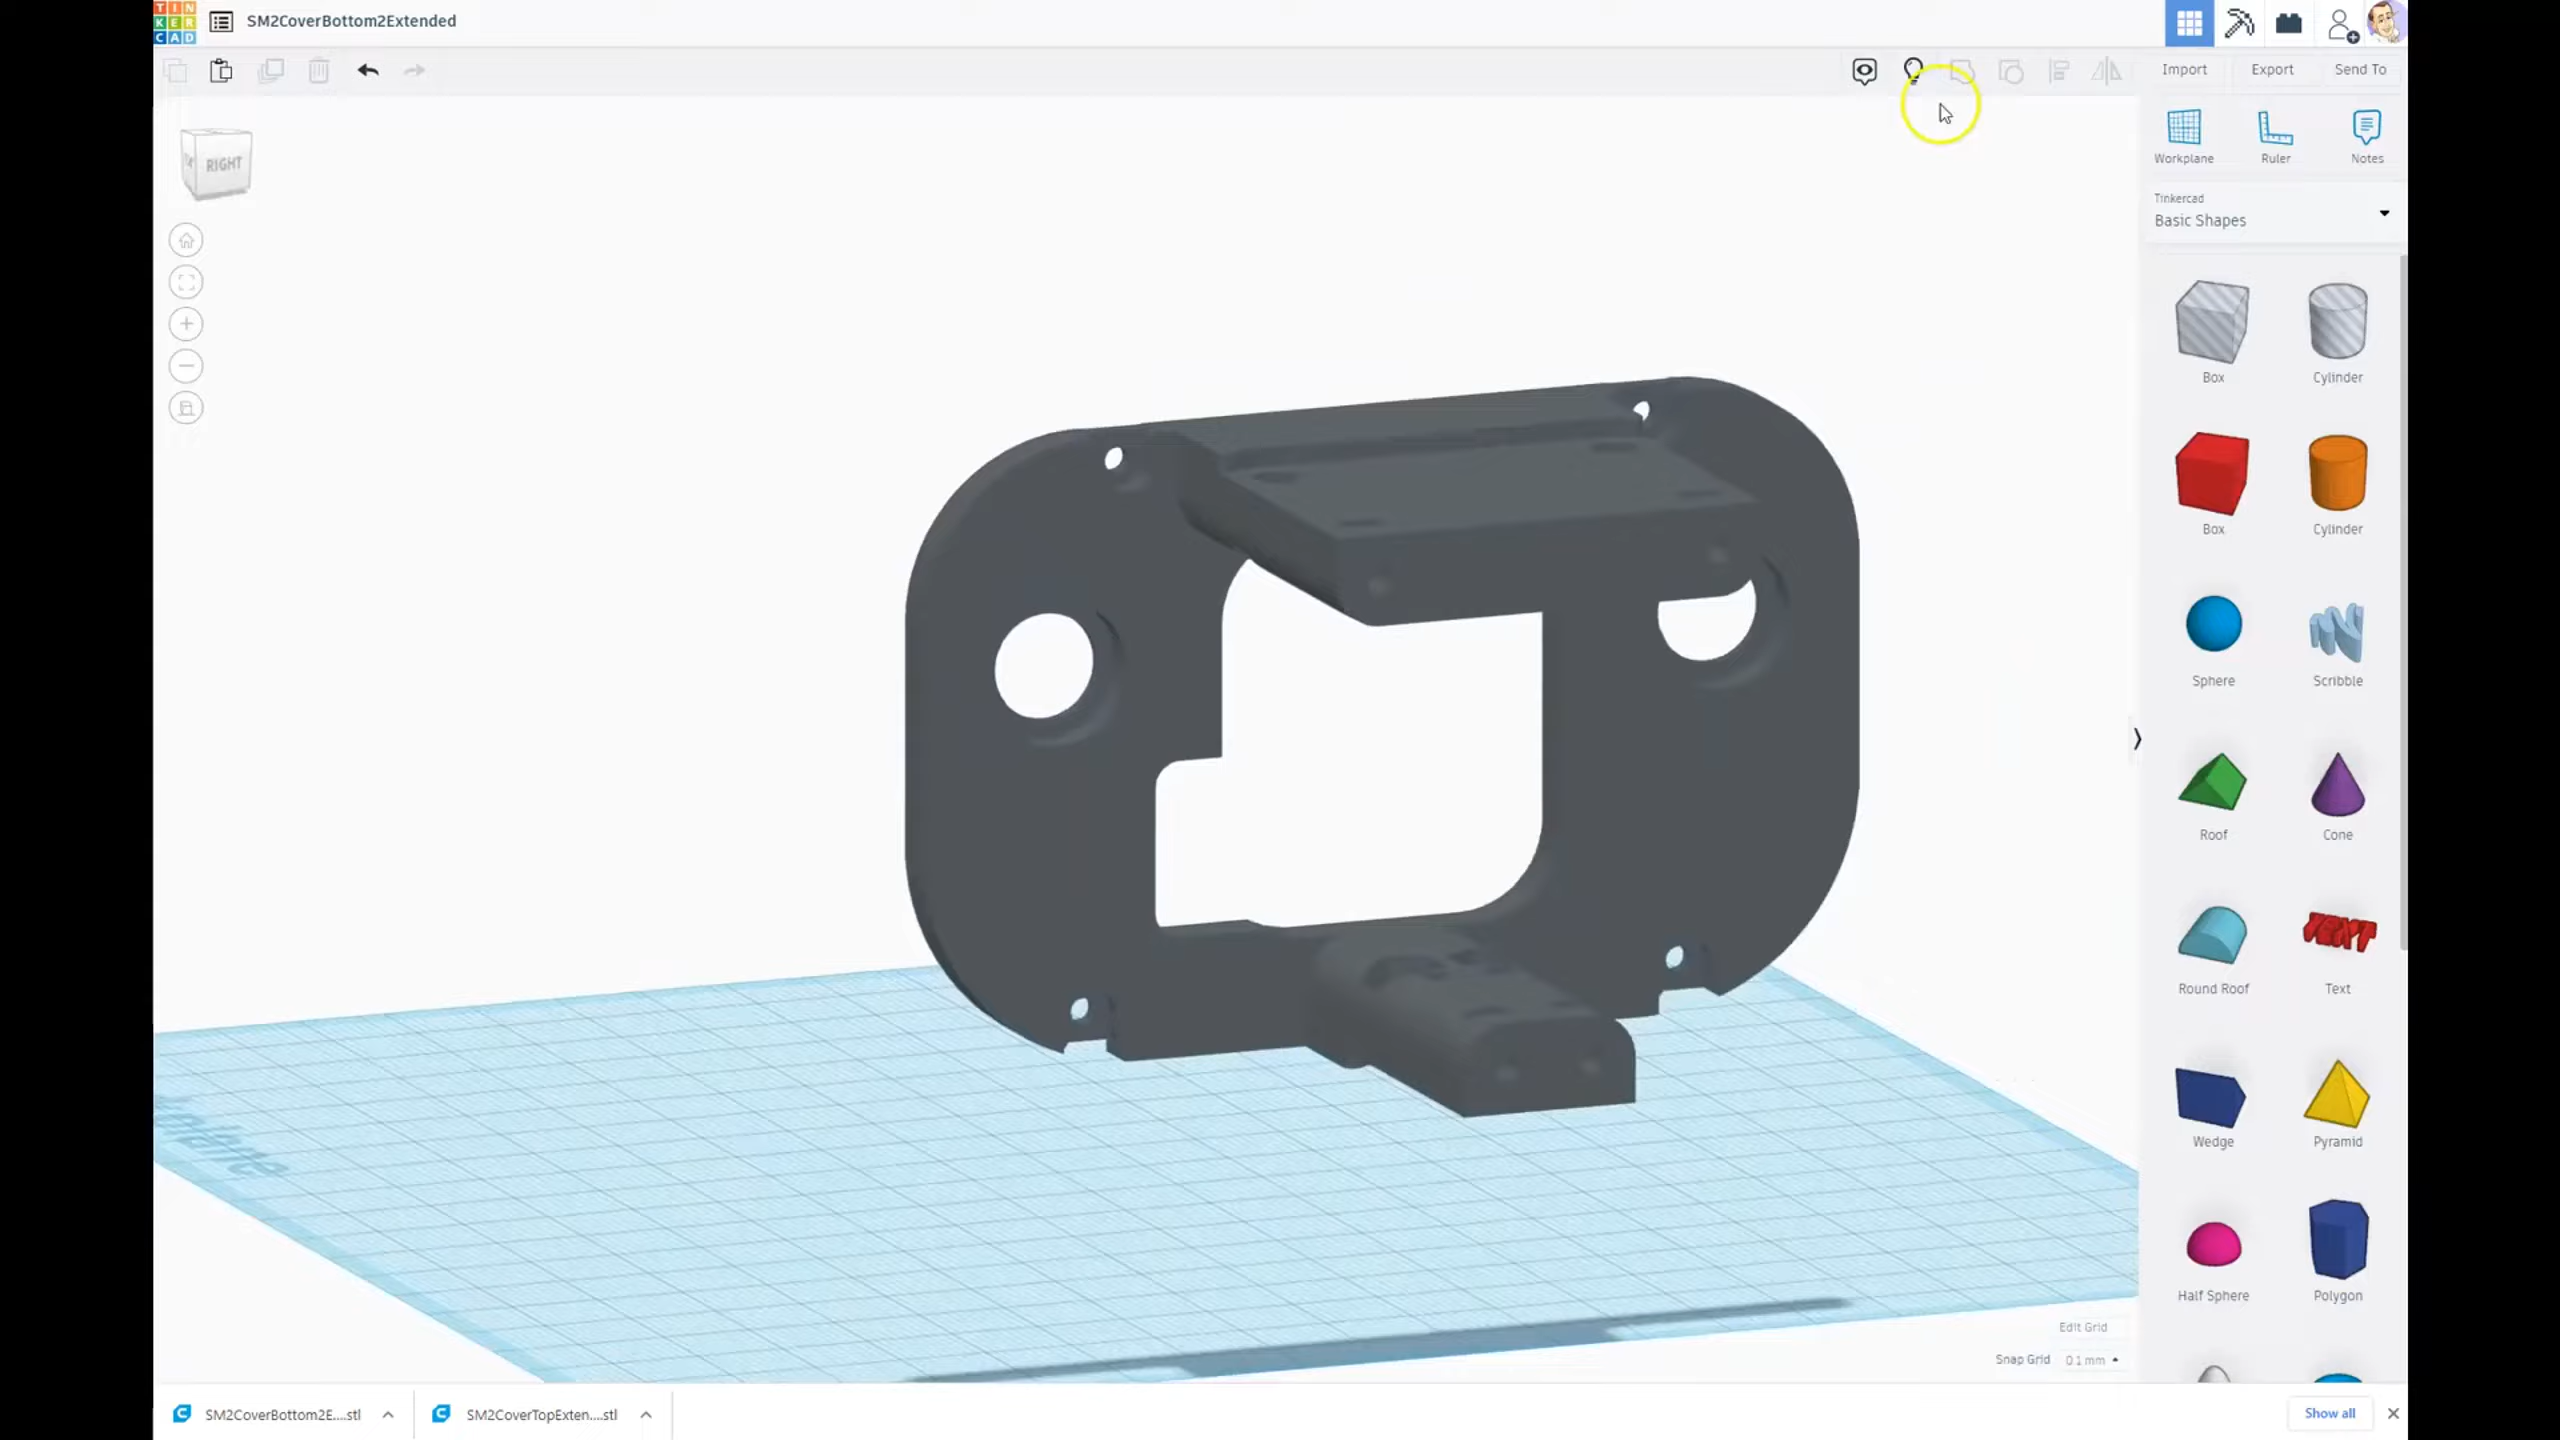 TIN
KER
CAD
SM2CoverBottom2Extended
Import
Export
Send To
RIGHT
Workplane
Ruler
Notes
Tinkercad
Basic Shapes
Box
Cylinder
Box
Cylinder
Sphere
Scribble
Roof
Cone
TEXT
Round Roof
Text
Wedge
Pyramid
Half Sphere
Polygon
Edit Grid
Snap Grid
0.1 mm
SM2CoverBottom2E....stl
SM2CoverTopExten....stl
Show all